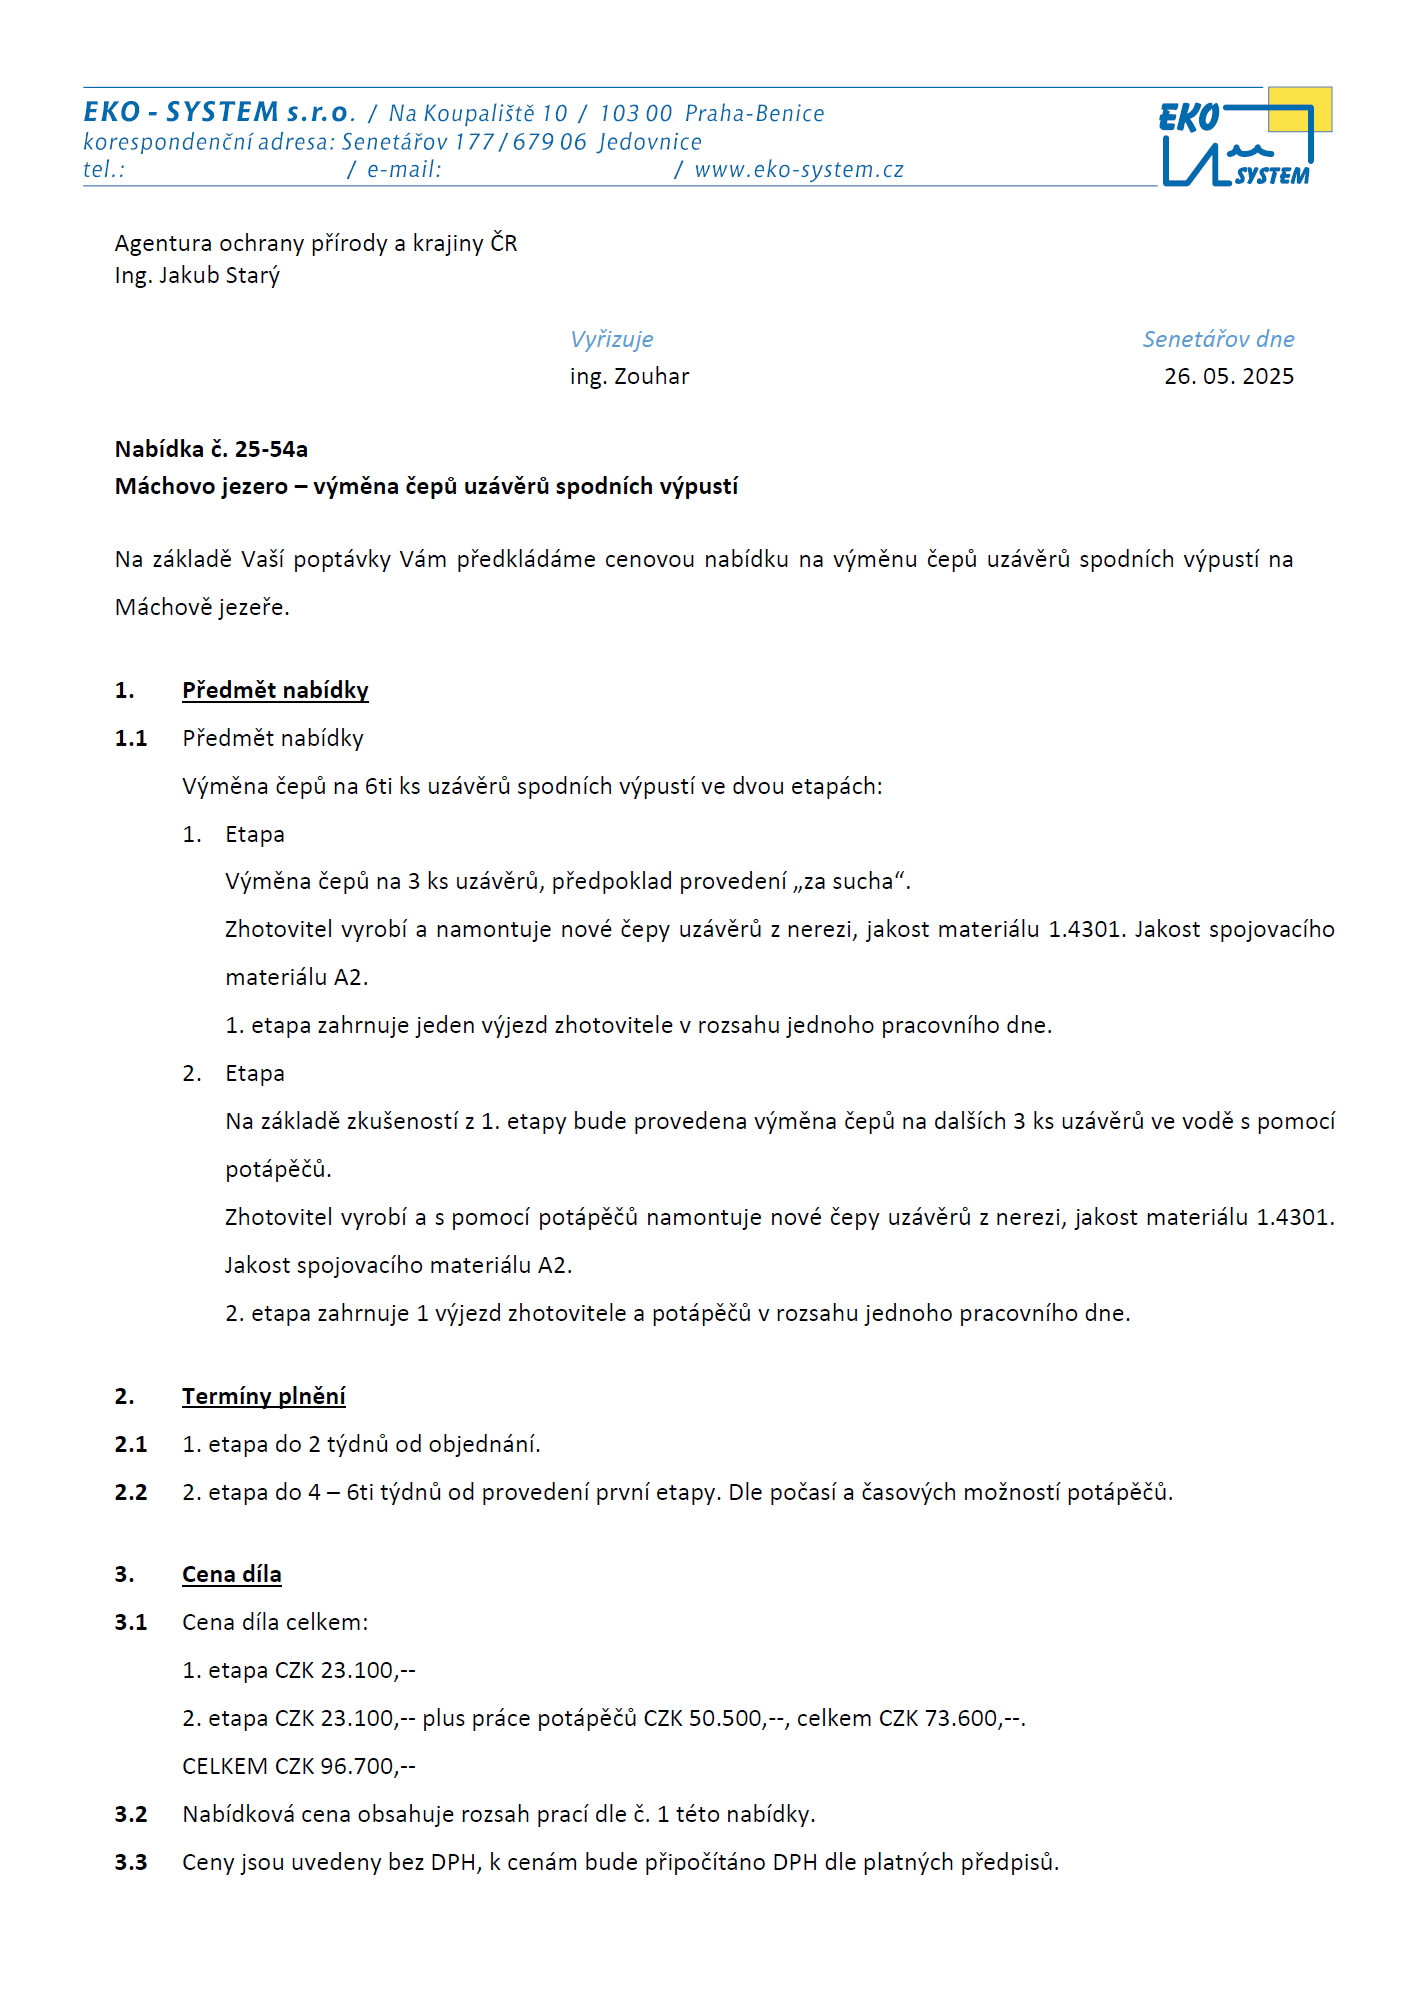 EKO - SYSTEM s.r.o. / Na Koupaliště 10 / 103 00 Praha-Benice
korespondenční adresa: Senetářov 177 / 679 06 Jedovnice
tel.: / e-mail: / www.eko-system.cz
EKO
SYSTEM
Agentura ochrany přírody a krajiny ČR
Ing. Jakub Starý
Vyřizuje Senetářov dne
ing. Zouhar 26. 05. 2025
Nabídka č. 25-54a
Máchovo jezero – výměna čepů uzávěrů spodních výpustí
Na základě Vaší poptávky Vám předkládáme cenovou nabídku na výměnu čepů uzávěrů spodních výpustí na
Máchově jezeře.
1. Předmět nabídky
1.1 Předmět nabídky
Výměna čepů na 6ti ks uzávěrů spodních výpustí ve dvou etapách:
1. Etapa
Výměna čepů na 3 ks uzávěrů, předpoklad provedení „za sucha“.
Zhotovitel vyrobí a namontuje nové čepy uzávěrů z nerezi, jakost materiálu 1.4301. Jakost spojovacího
materiálu A2.
1. etapa zahrnuje jeden výjezd zhotovitele v rozsahu jednoho pracovního dne.
2. Etapa
Na základě zkušeností z 1. etapy bude provedena výměna čepů na dalších 3 ks uzávěrů ve vodě s pomocí
potápěčů.
Zhotovitel vyrobí a s pomocí potápěčů namontuje nové čepy uzávěrů z nerezi, jakost materiálu 1.4301.
Jakost spojovacího materiálu A2.
2. etapa zahrnuje 1 výjezd zhotovitele a potápěčů v rozsahu jednoho pracovního dne.
2. Termíny plnění
2.1 1. etapa do 2 týdnů od objednání.
2.2 2. etapa do 4 – 6ti týdnů od provedení první etapy. Dle počasí a časových možností potápěčů.
3. Cena díla
3.1 Cena díla celkem:
1. etapa CZK 23.100,--
2. etapa CZK 23.100,-- plus práce potápěčů CZK 50.500,--, celkem CZK 73.600,--.
CELKEM CZK 96.700,--
3.2 Nabídková cena obsahuje rozsah prací dle č. 1 této nabídky.
3.3 Ceny jsou uvedeny bez DPH, k cenám bude připočítáno DPH dle platných předpisů.